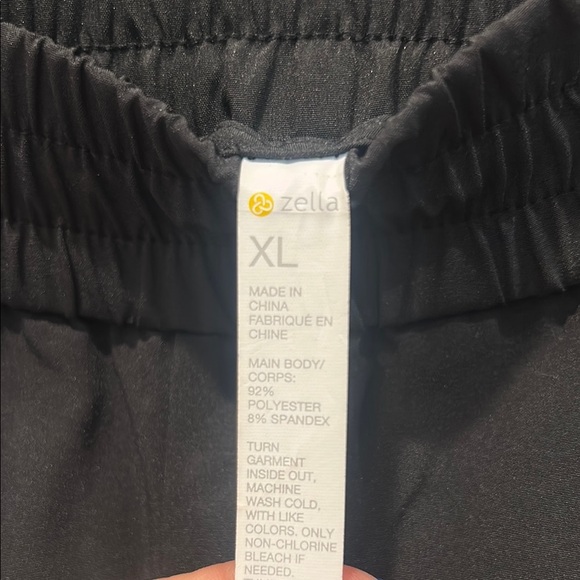 zella
XL
MADE IN
CHINA
FABRIQUÉ EN
CHINE
MAIN BODY/
CORPS:
92%
POLYESTER
8% SPANDEX
TURN
GARMENT
INSIDE OUT,
MACHINE
WASH COLD,
WITH LIKE
COLORS. ONLY
NON-CHLORINE
BLEACH IF
NEEDED.